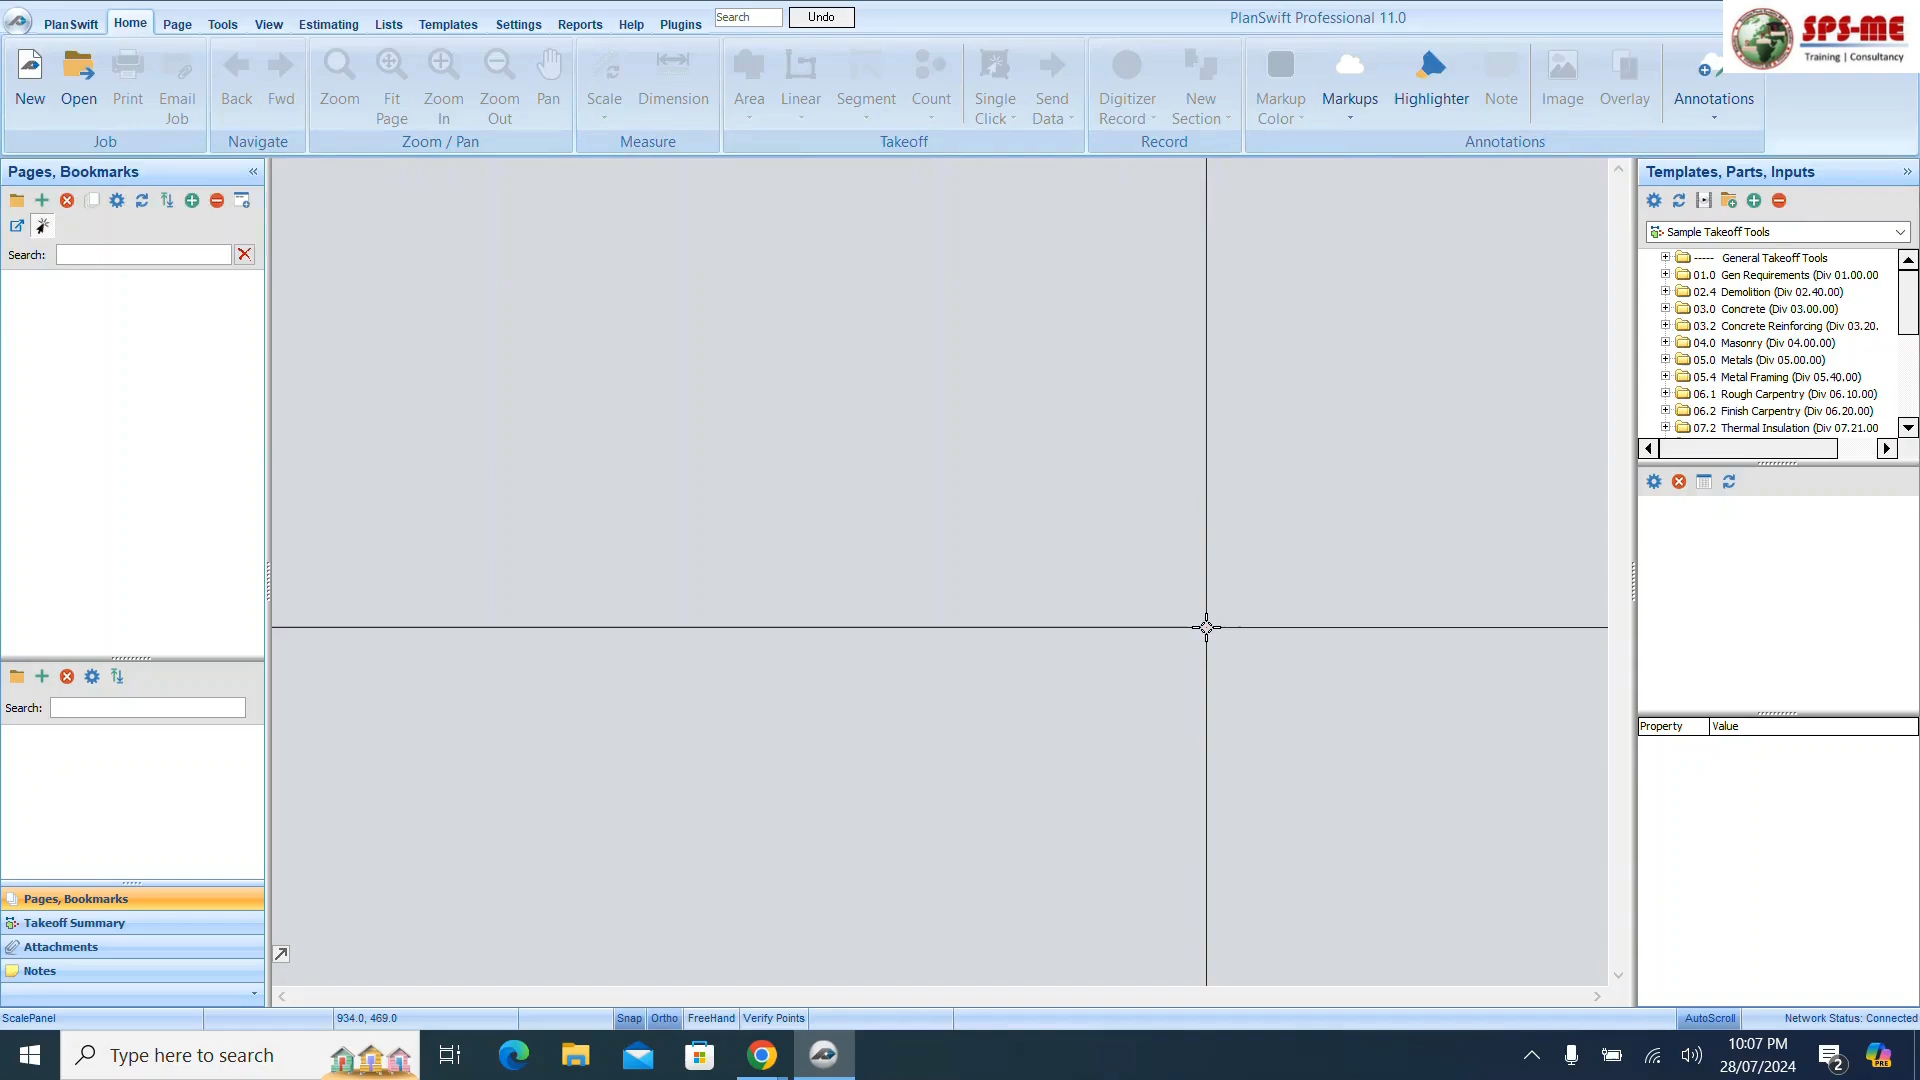 PlanSwift Home Page Tools View Estimating Lists Templates Settings Reports Help Plugins Search Undo
PlanSwift Professional 11.0
SPS-ME
Training | Consultancy
New Open Print Email Job
Back Fwd
Zoom Fit Page Zoom In Zoom Out Pan
Scale Dimension
Area Linear Segment Count Single Click Send Data
Digitizer Record New Section
Markup Color Markups Highlighter Note Image Overlay Annotations
Job Navigate Zoom / Pan Measure Takeoff Record Annotations
Pages, Bookmarks
Search:
Search:
Pages, Bookmarks
Takeoff Summary
Attachments
Notes
Templates, Parts, Inputs
Sample Takeoff Tools
----- General Takeoff Tools
01.0 Gen Requirements (Div 01.00.00
02.4 Demolition (Div 02.40.00)
03.0 Concrete (Div 03.00.00)
03.2 Concrete Reinforcing (Div 03.20.
04.0 Masonry (Div 04.00.00)
05.0 Metals (Div 05.00.00)
05.4 Metal Framing (Div 05.40.00)
06.1 Rough Carpentry (Div 06.10.00)
06.2 Finish Carpentry (Div 06.20.00)
07.2 Thermal Insulation (Div 07.21.00
Property Value
ScalePanel 934.0, 469.0 Snap Ortho FreeHand Verify Points AutoScroll Network Status: Connected
Type here to search
10:07 PM
28/07/2024
2
PRE